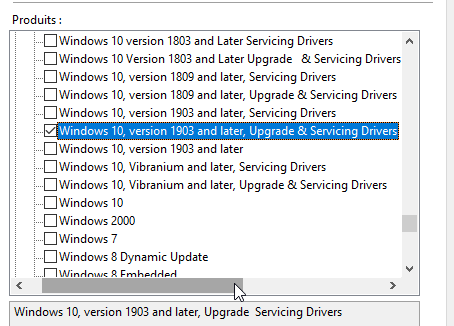 Produits :
Windows 10 version 1803 and Later Servicing Drivers
Windows 10 Version 1803 and Later Upgrade & Servicing Drivers
Windows 10, version 1809 and later, Servicing Drivers
Windows 10, version 1809 and later, Upgrade & Servicing Drivers
Windows 10, version 1903 and later, Servicing Drivers
Windows 10, version 1903 and later, Upgrade & Servicing Drivers
Windows 10, version 1903 and later
Windows 10, Vibranium and later, Servicing Drivers
Windows 10, Vibranium and later, Upgrade & Servicing Drivers
Windows 10
Windows 2000
Windows 7
Windows 8 Dynamic Update
Windows 8 Embedded
Windows 10, version 1903 and later, Upgrade Servicing Drivers